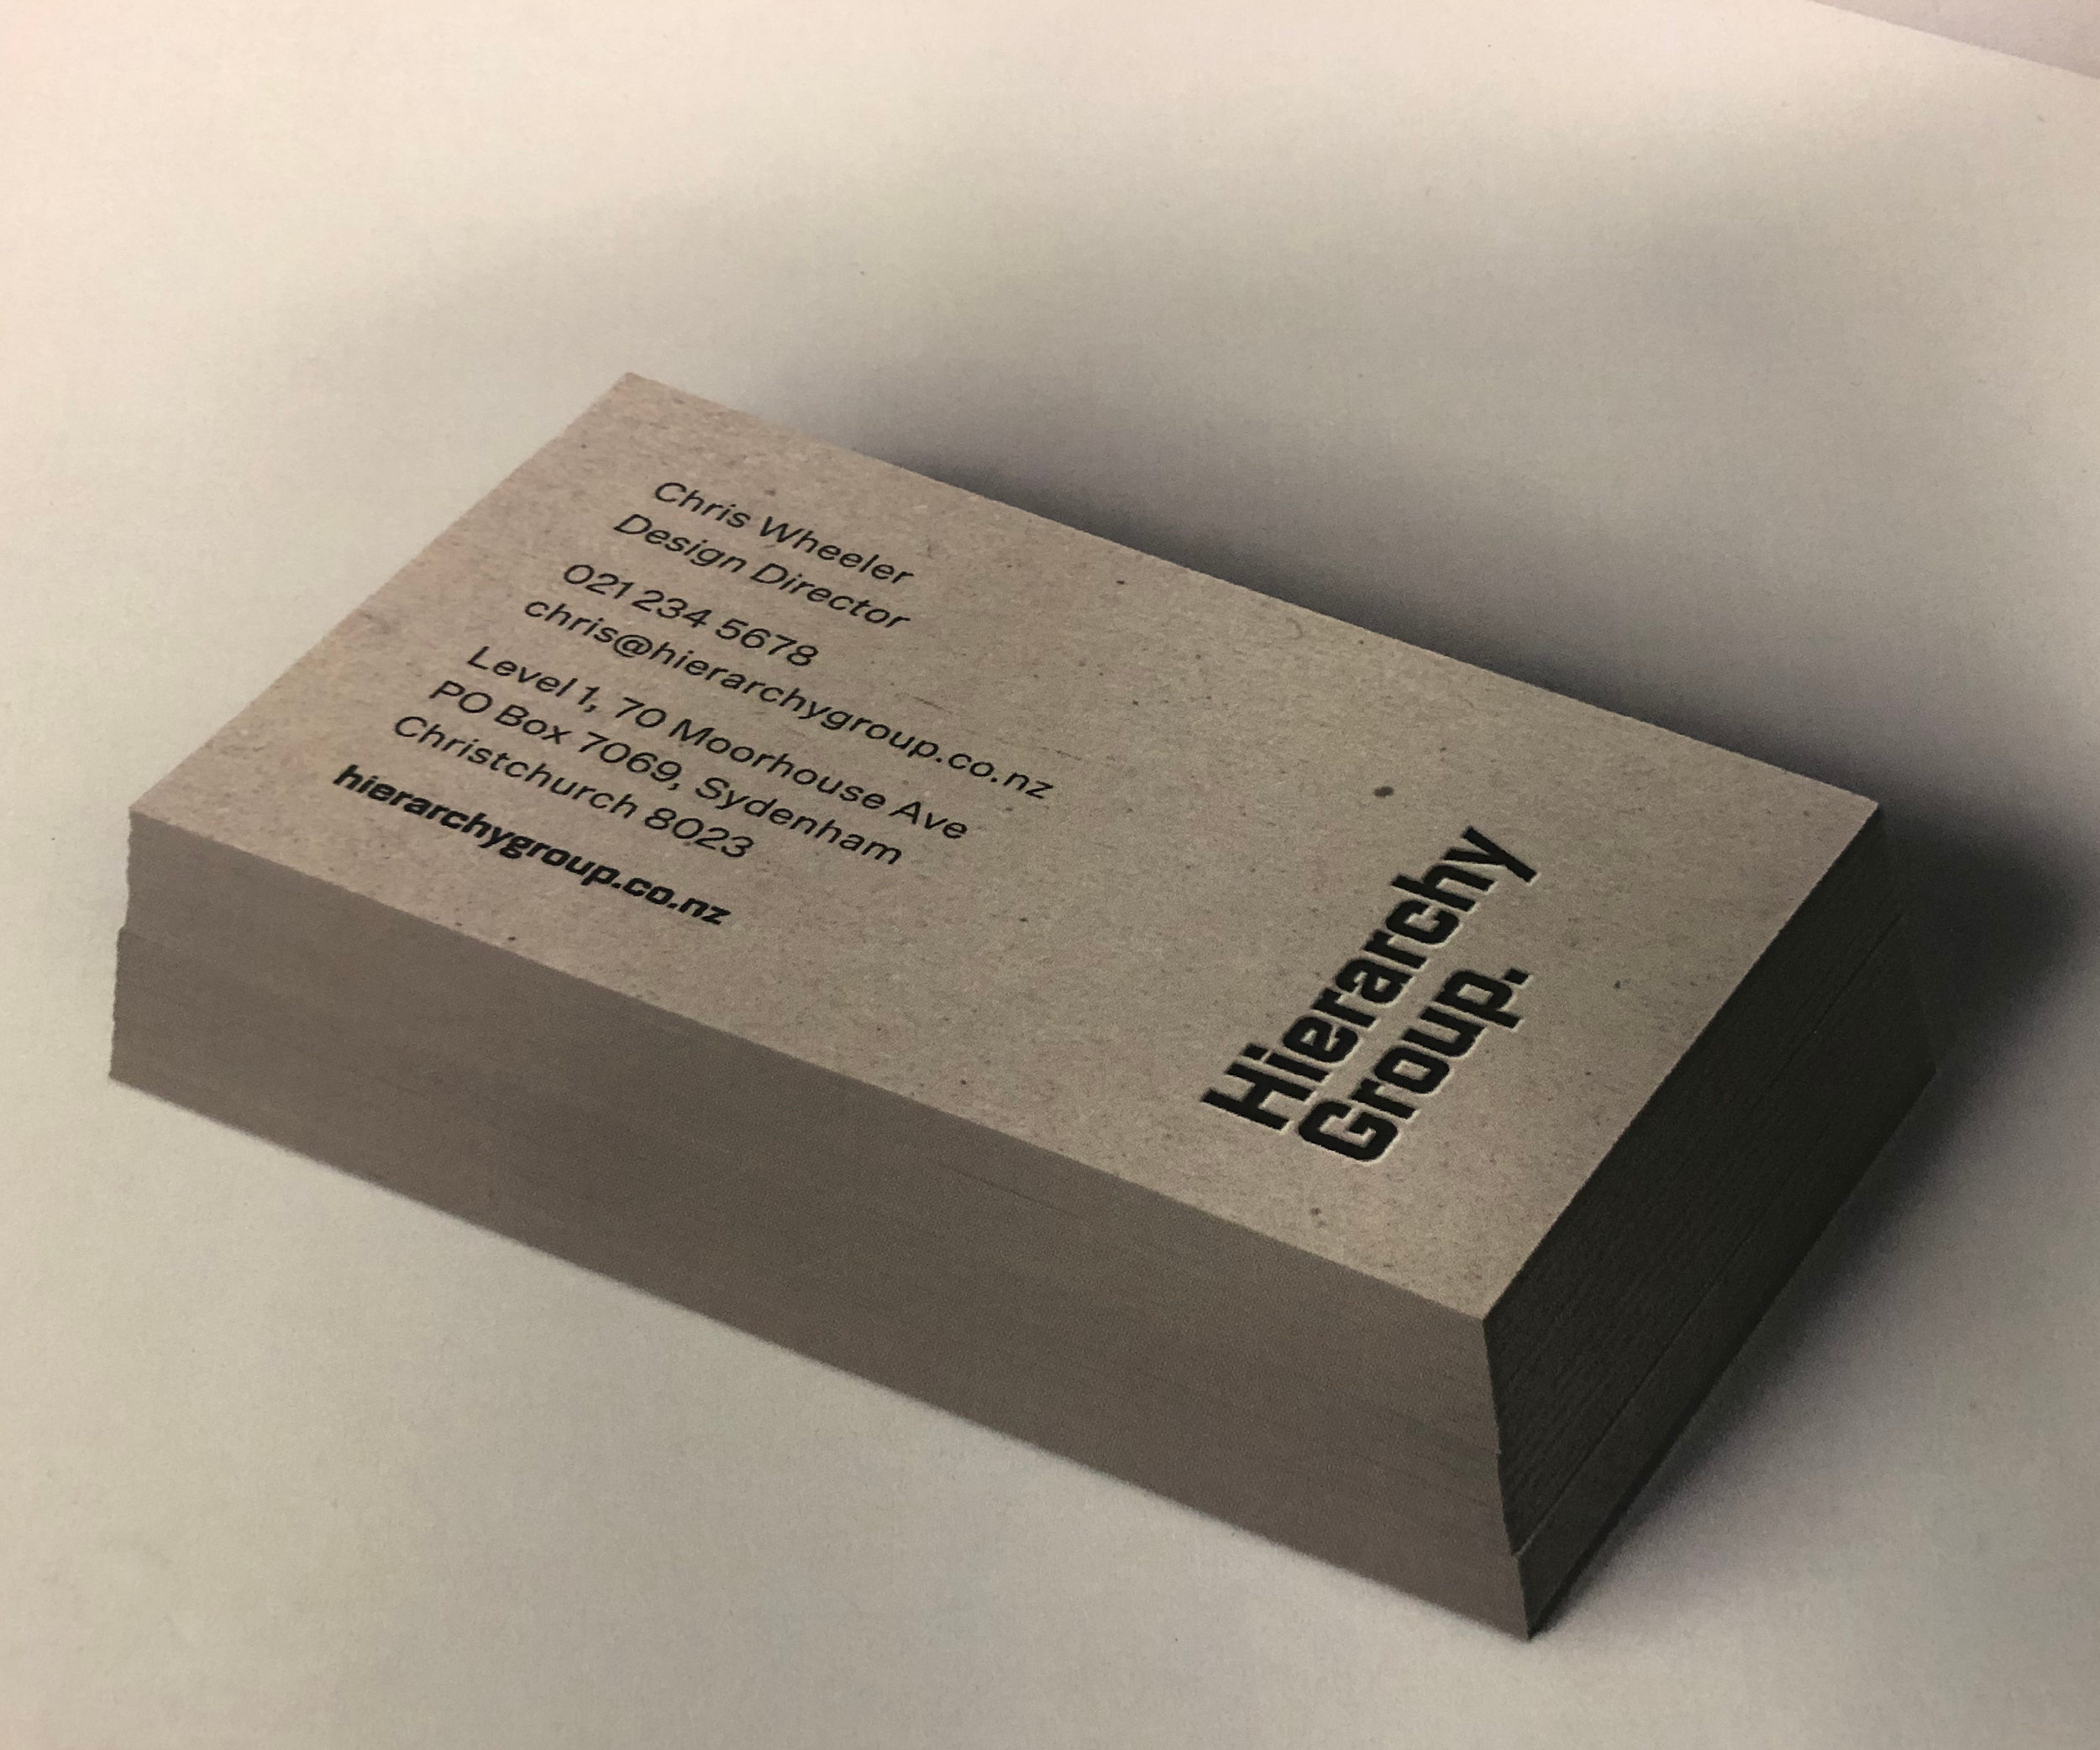 Chris Wheeler
Design Director
021 234 5678
chris@hierarchygroup.co.nz
Level 1, 70 Moorhouse Ave
PO Box 7069, Sydenham
Christchurch 8023
hierarchygroup.co.nz
Hierarchy
Group.